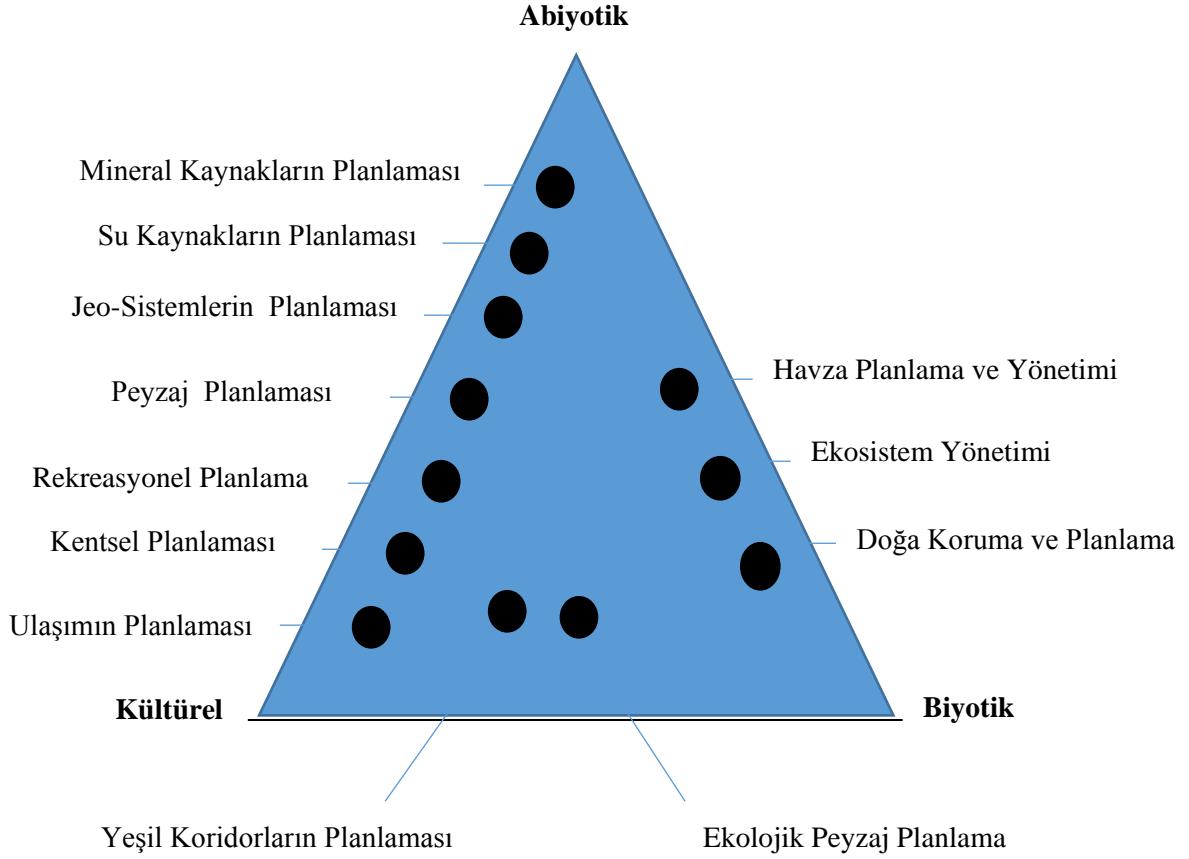 Abiyotik
Mineral Kaynakların Planlaması
Su Kaynakların Planlaması
Jeo-Sistemlerin  Planlaması
Peyzaj  Planlaması
Rekreasyonel Planlama
Kentsel Planlaması
Ulaşımın Planlaması
Havza Planlama ve Yönetimi
Ekosistem Yönetimi
Doğa Koruma ve Planlama
Kültürel
Biyotik
Yeşil Koridorların Planlaması
Ekolojik Peyzaj Planlama